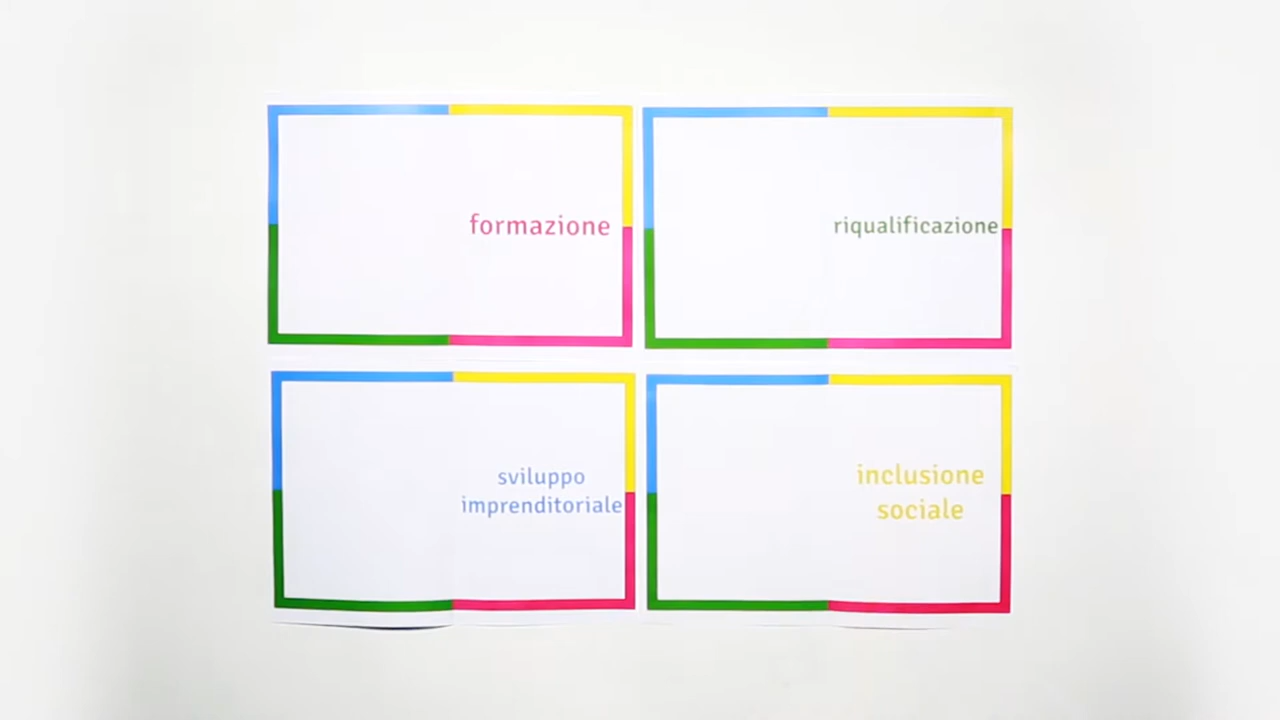 formazione
riqualificazione
sviluppo
imprenditoriale
inclusione
sociale